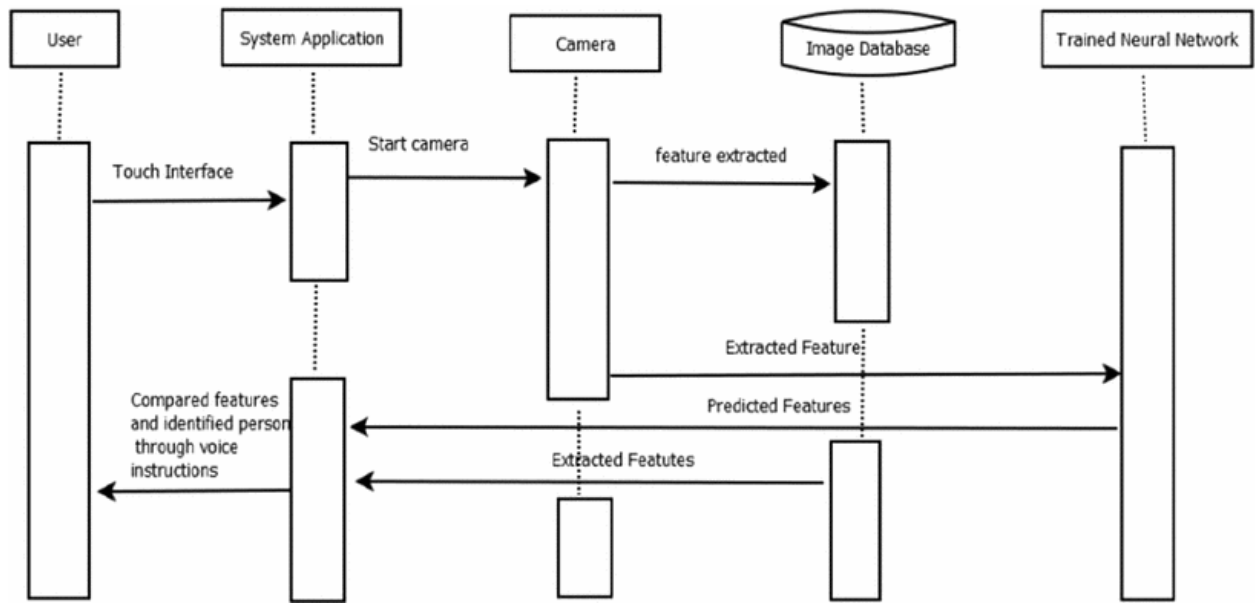 User
System Application
Camera
Image Database
Trained Neural Network
Start camera
feature extracted
Touch Interface
Extracted Feature
Compared features
and identified person
through voice
instructions
Predicted Features
Extracted Featutes